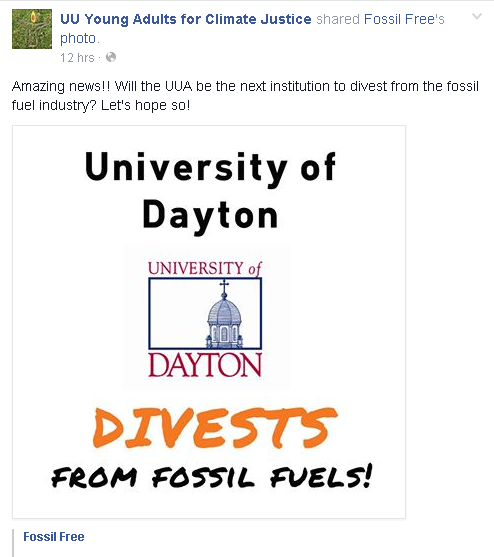 UU Young Adults for Climate Justice shared Fossil Free's
photo.
12 hrs ·
Amazing news!! Will the UUA be the next institution to divest from the fossil
fuel industry? Let's hope so!
University of
Dayton
UNIVERSITY of
DAYTON
DIVESTS
FROM FOSSIL FUELS!
Fossil Free